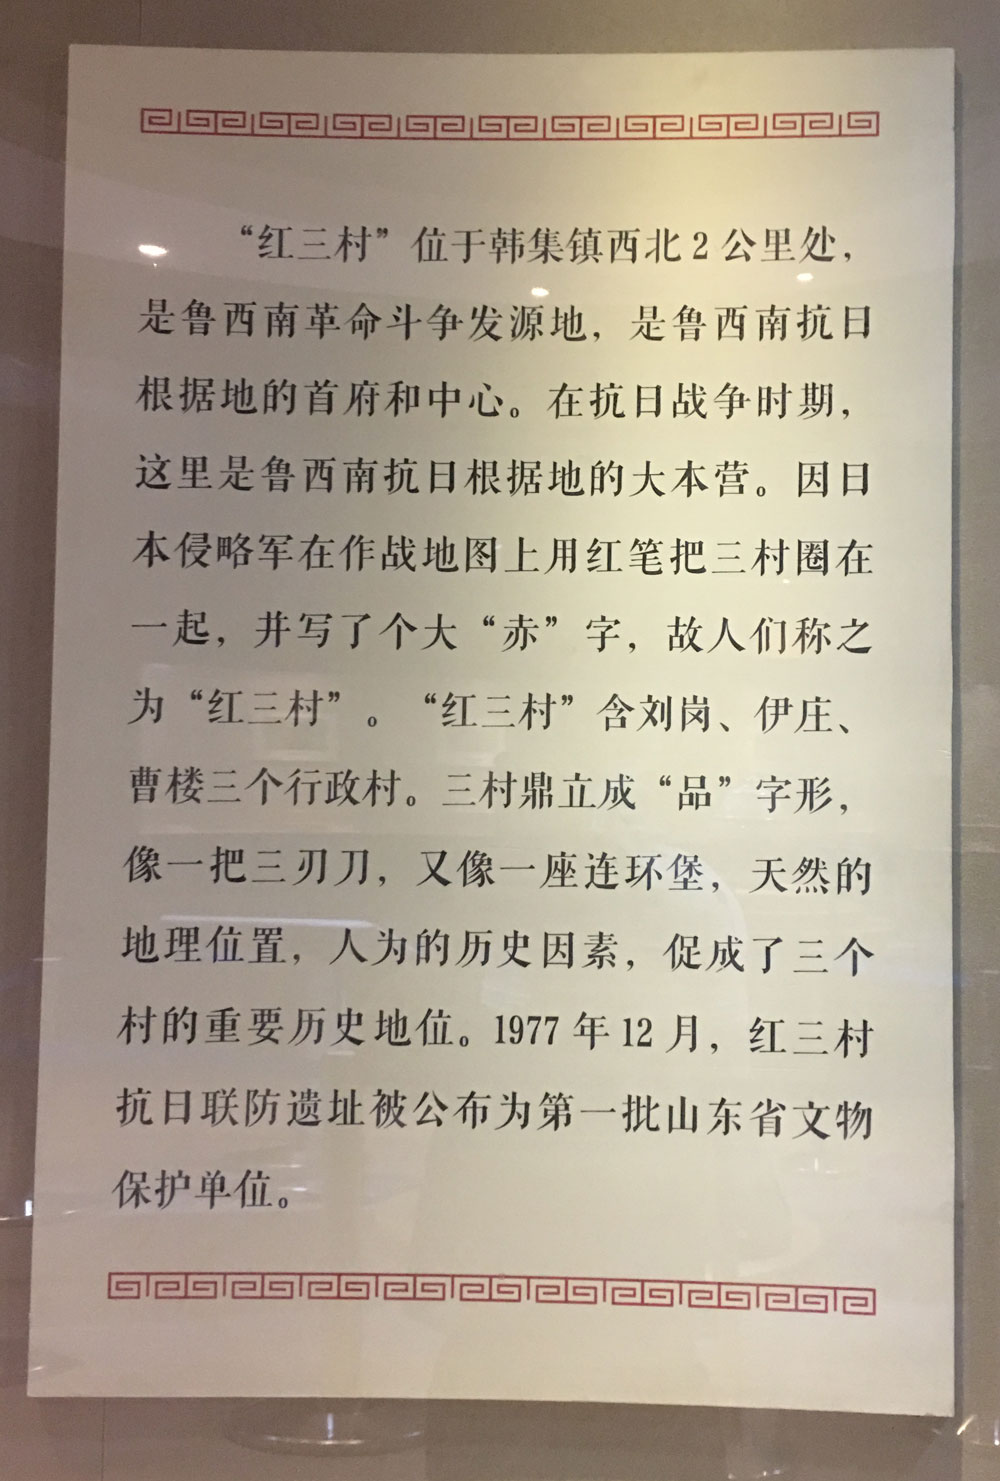 “红三村”位于韩集镇西北2公里处，
是鲁西南革命斗争发源地，是鲁西南抗日
根据地的首府和中心。在抗日战争时期，
这里是鲁西南抗日根据地的大本营。因日
本侵略军在作战地图上用红笔把三村圈在
一起，并写了个大“赤”字，故人们称之
为“红三村”。“红三村”含刘岗、伊庄、
曹楼三个行政村。三村鼎立成“品”字形，
像一把三刃刀，又像一座连环堡，天然的
地理位置，人为的历史因素，促成了三个
村的重要历史地位。1977年12月，红三村
抗日联防遗址被公布为第一批山东省文物
保护单位。